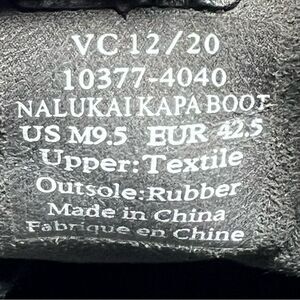 VC 12/20
10377-4040
NALUKAI KAPA BOOT
US M9.5 EUR 42.5
Upper:Textile
Outsole:Rubber
Made in China
Fabrique en Chine